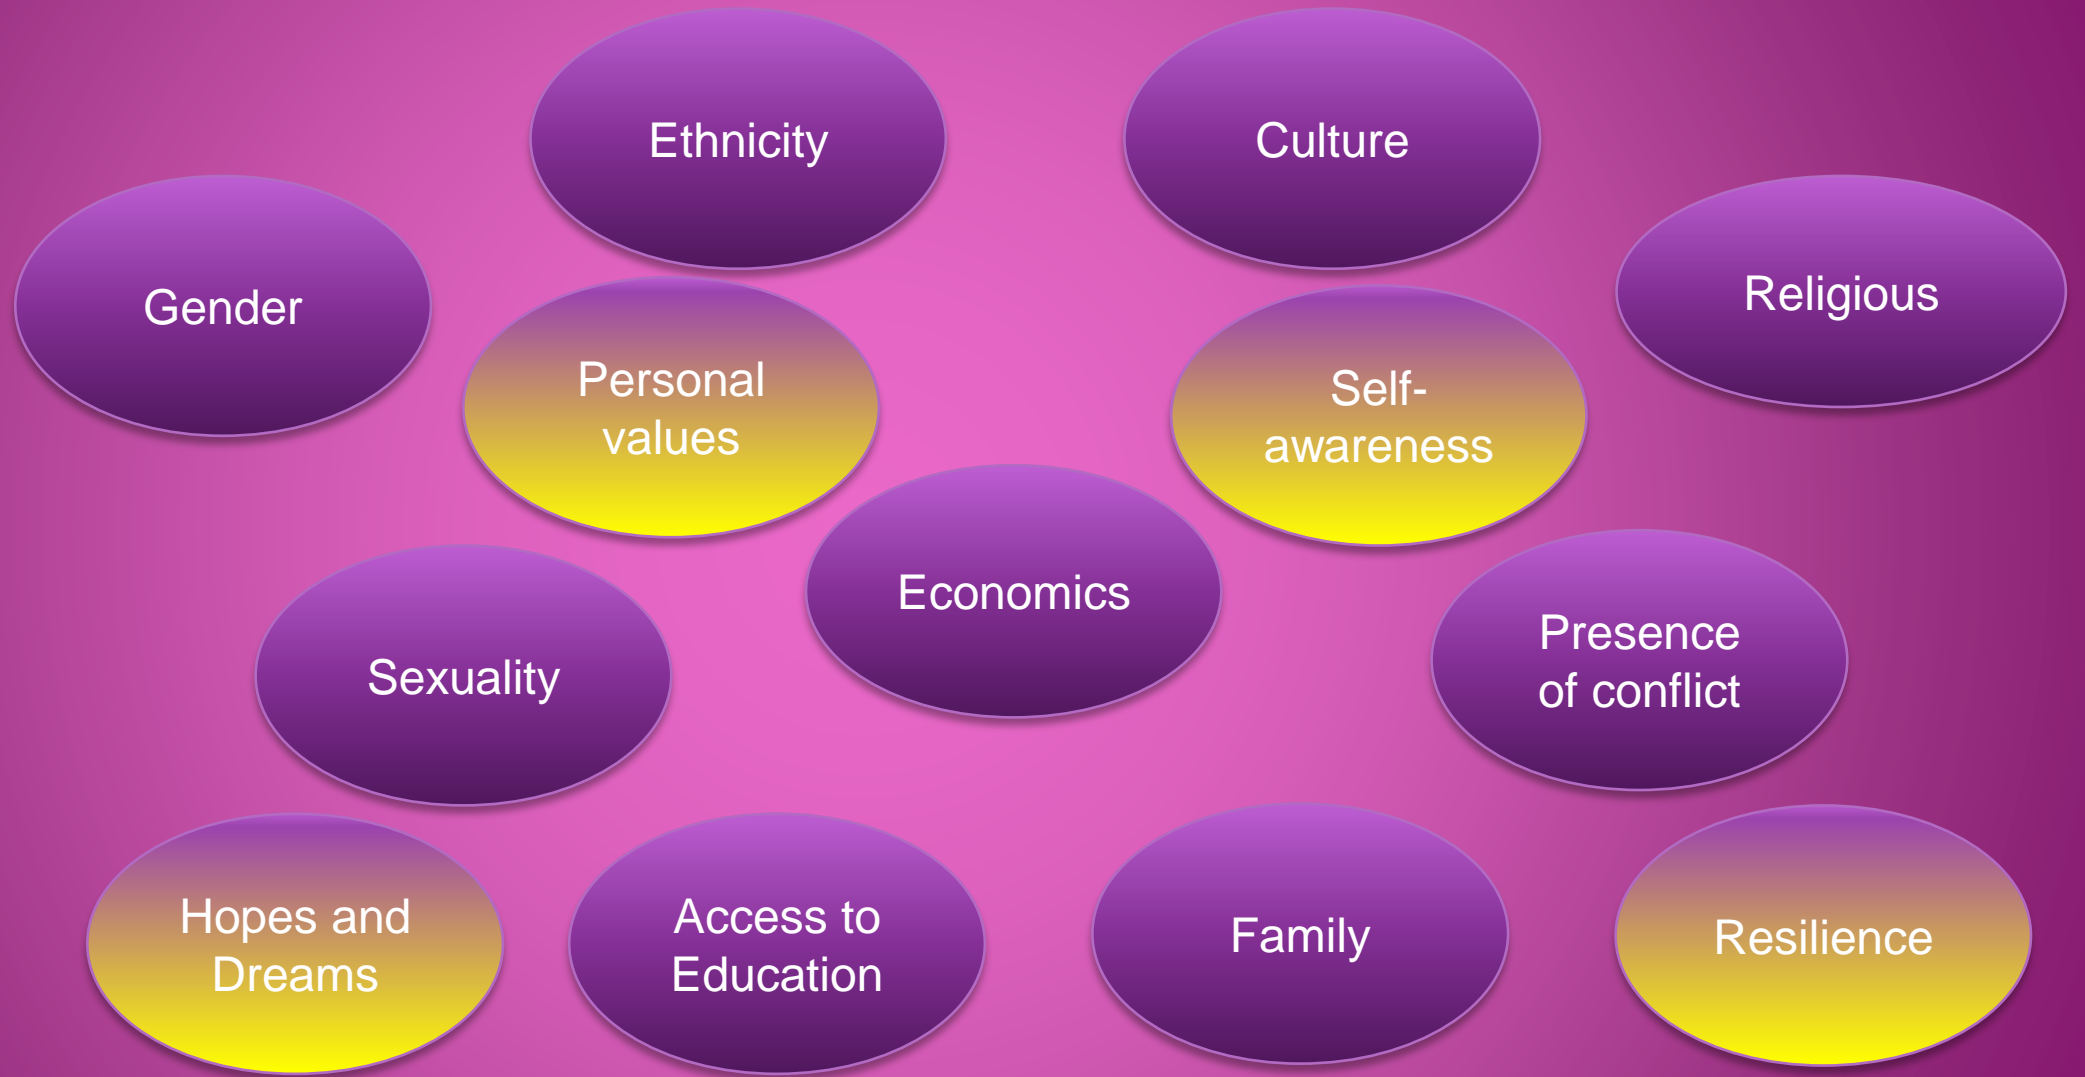 Ethnicity
Culture
Gender
Religious
Personal
values
Self-
awareness
Economics
Sexuality
Presence
of conflict
Hopes and
Dreams
Access to
Education
Family
Resilience